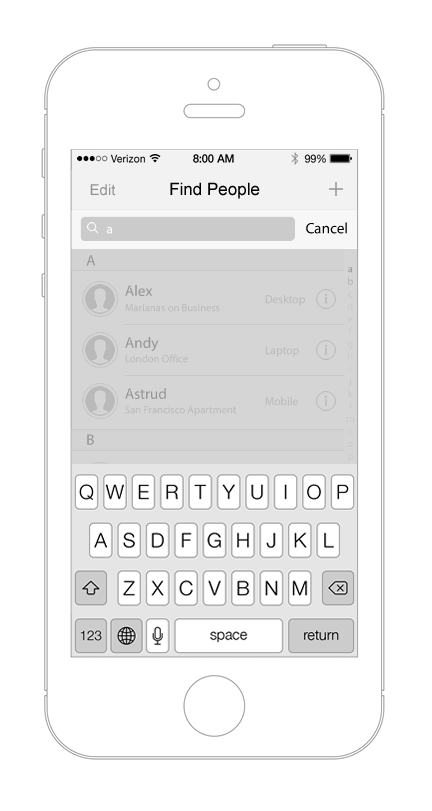 Verizon 8:00 AM 99%
Edit Find People +
a Cancel
A
Alex
Marianas on Business Desktop i
Andy
London Office Laptop i
Astrud
San Francisco Apartment Mobile i
B
a
b
Q W E R T Y U I O P
A S D F G H J K L
Z X C V B N M
123 space return